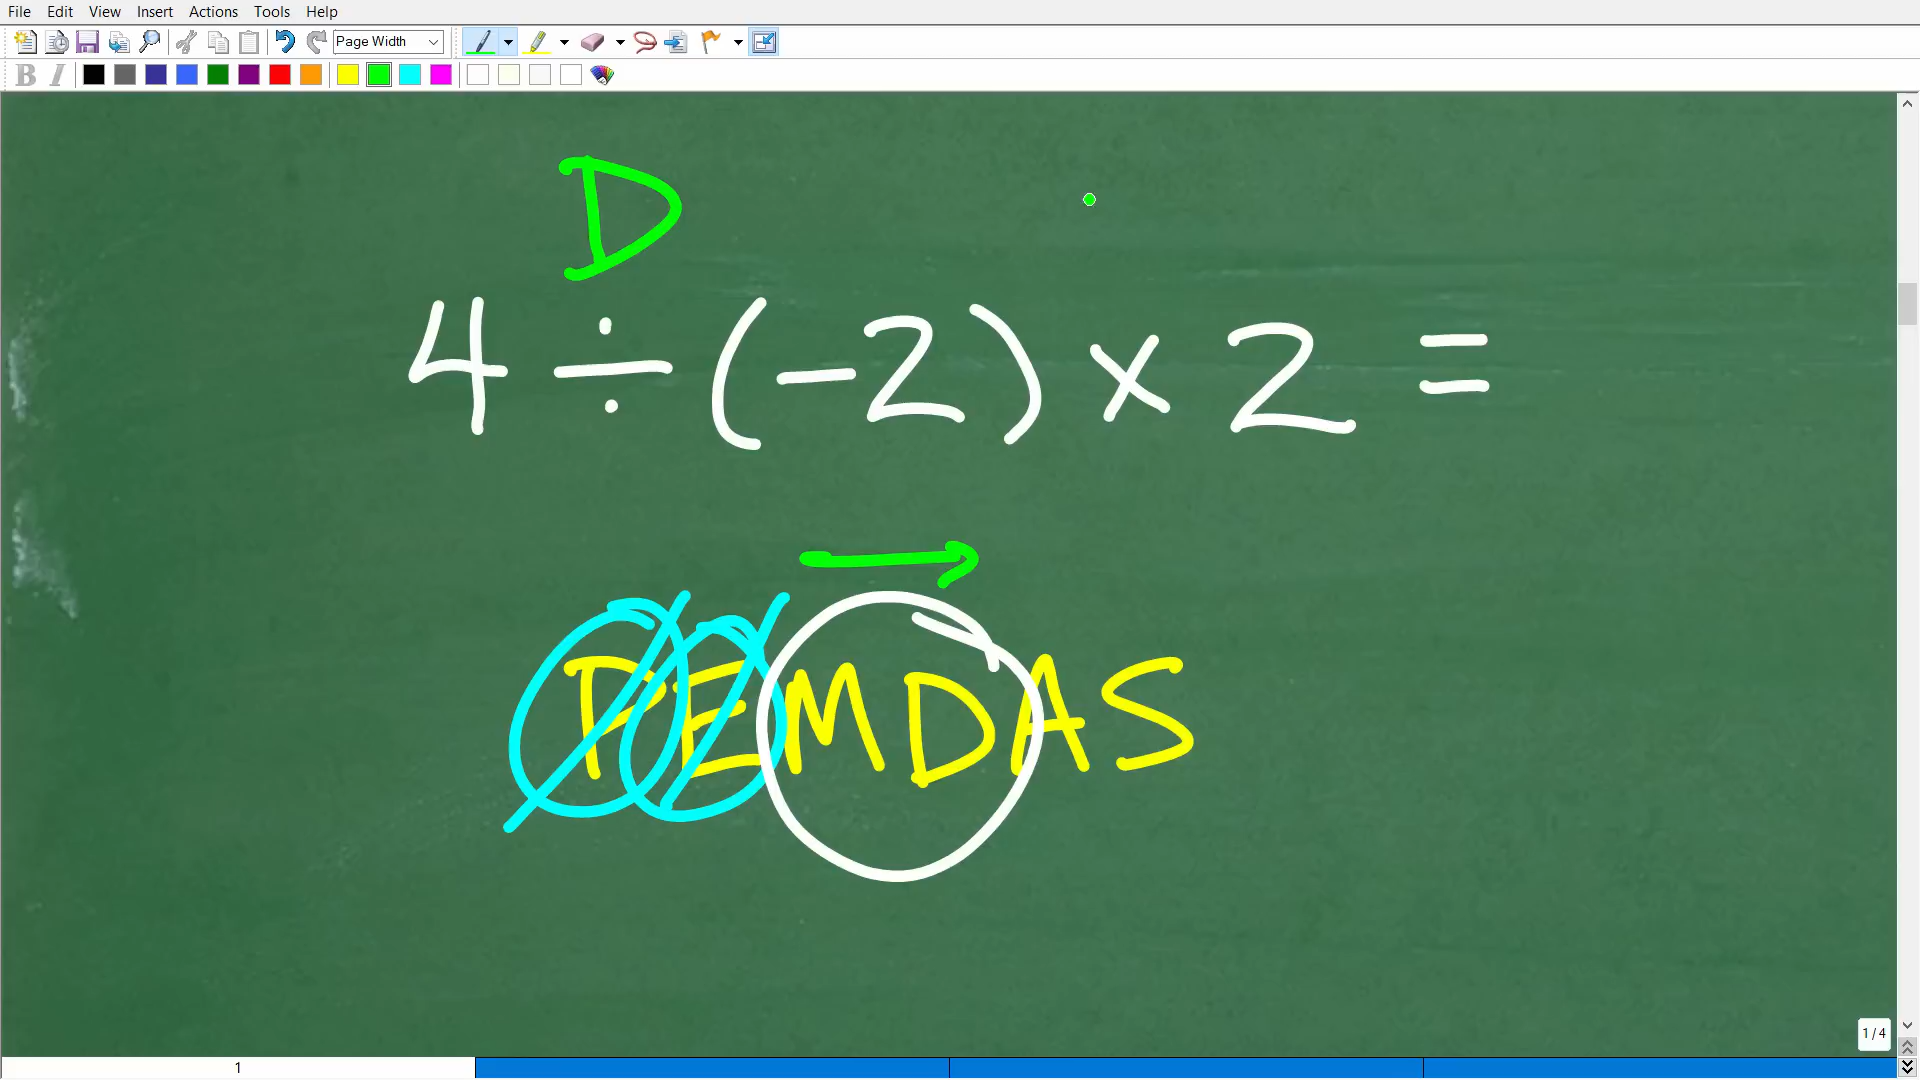 File Edit View Insert Actions Tools Help
Page Width
B I
D
4 ÷ (-2) × 2 =
PEMDAS
1 / 4
1